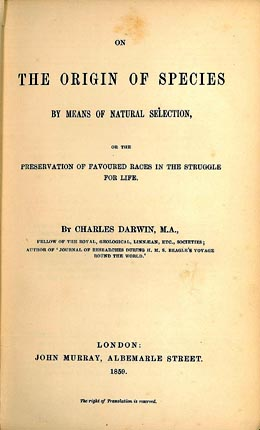 ON
THE ORIGIN OF SPECIES
BY MEANS OF NATURAL SELECTION,
OR THE
PRESERVATION OF FAVOURED RACES IN THE STRUGGLE
FOR LIFE.
BY CHARLES DARWIN, M.A.,
FELLOW OF THE ROYAL, GEOLOGICAL, LINNÆAN, ETC., SOCIETIES;
AUTHOR OF 'JOURNAL OF RESEARCHES DURING H. M. S. BEAGLE'S VOYAGE
ROUND THE WORLD.'
LONDON:
JOHN MURRAY, ALBEMARLE STREET.
1859.
The right of Translation is reserved.